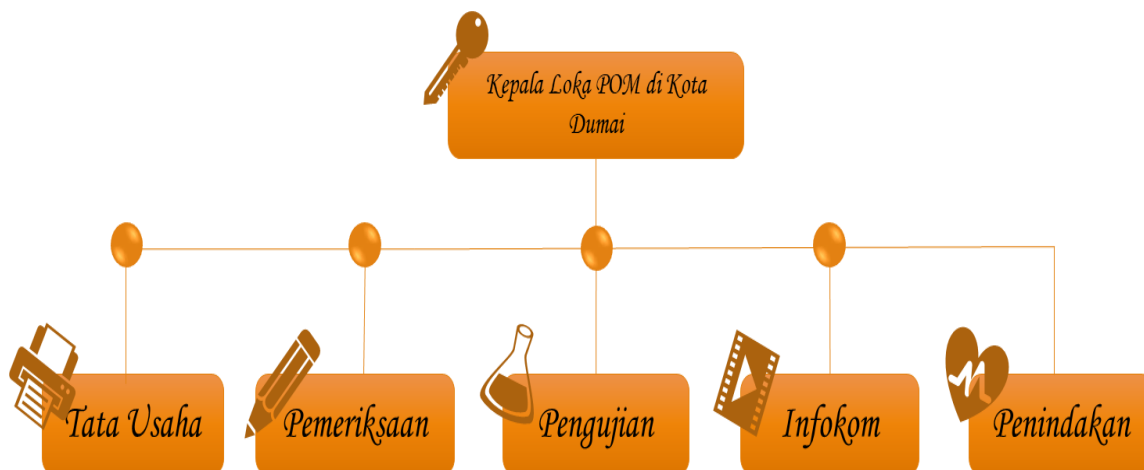 Kepala Loka POM di Kota
Dumai
Tata Usaha
Pemeriksaan
Pengujian
Infokom
Penindakan